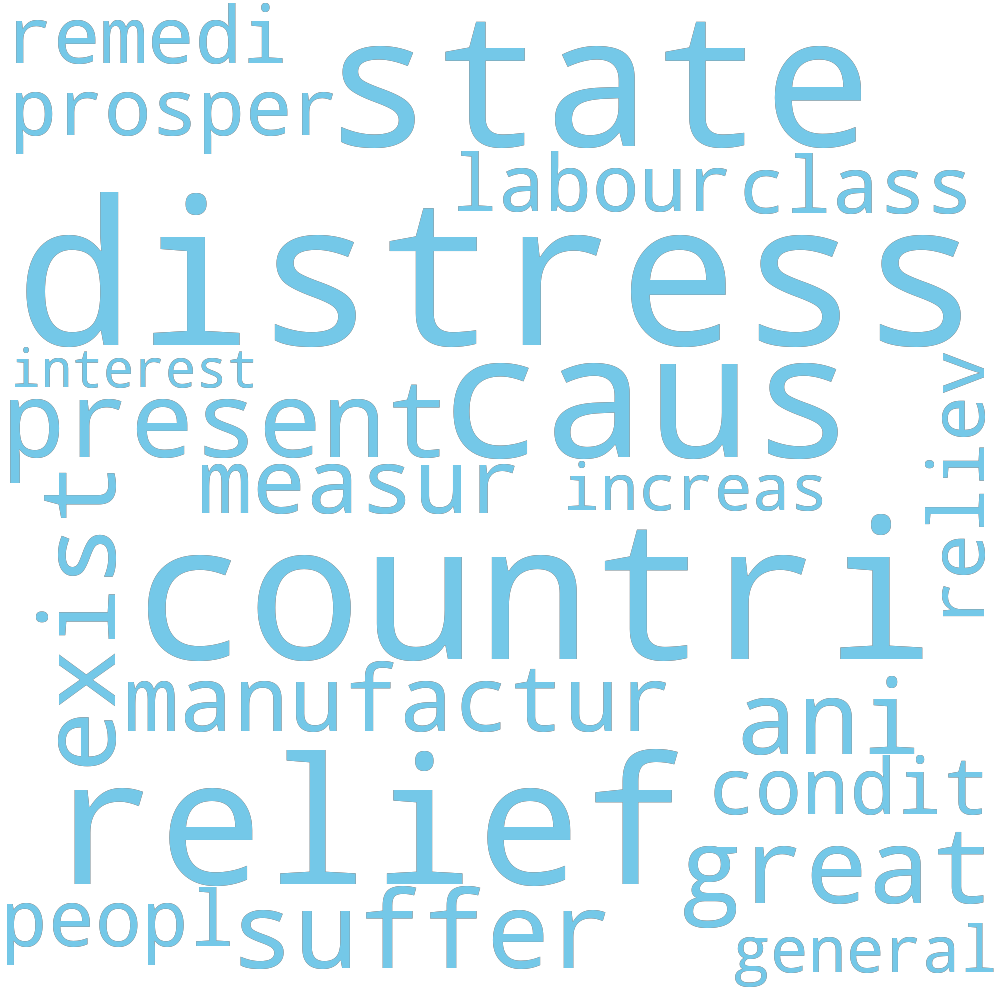 remedi
state
prosper
labour
class
distress
interest
present
caus
reliev
measur
increas
exist
countri
manufactur
ani
relief
condit
great
peopl
suffer
general